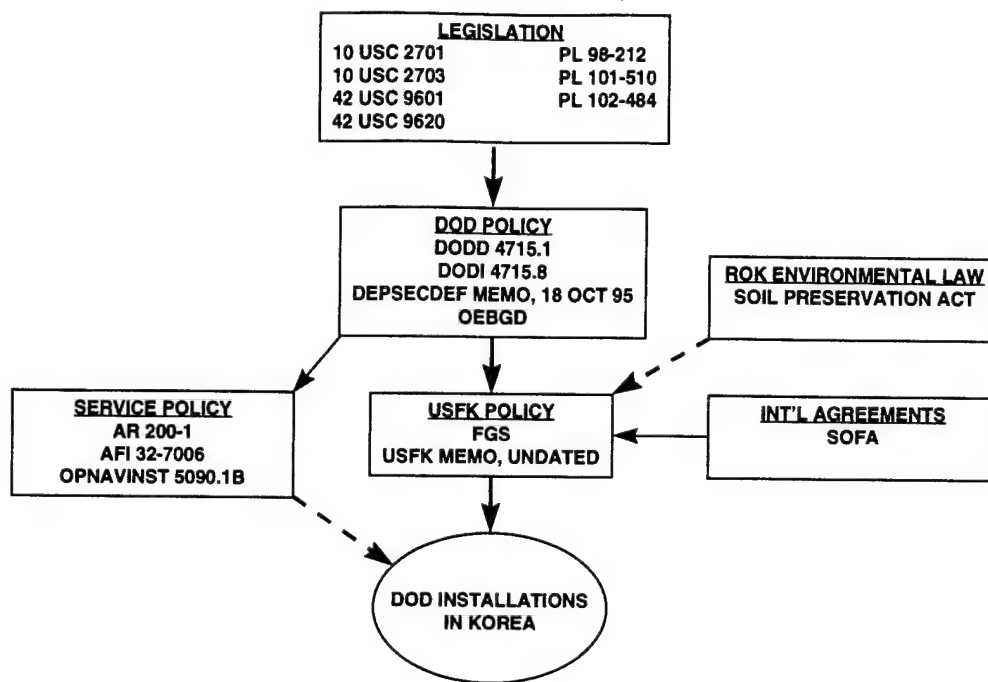 LEGISLATION
10 USC 2701 PL 98-212
10 USC 2703 PL 101-510
42 USC 9601 PL 102-484
42 USC 9620
DOD POLICY
DODD 4715.1
DODI 4715.8
DEPSECDEF MEMO, 18 OCT 95
OEBGD
ROK ENVIRONMENTAL LAW
SOIL PRESERVATION ACT
SERVICE POLICY
AR 200-1
AFI 32-7006
OPNAVINST 5090.1B
USFK POLICY
FGS
USFK MEMO, UNDATED
INT'L AGREEMENTS
SOFA
DOD INSTALLATIONS
IN KOREA